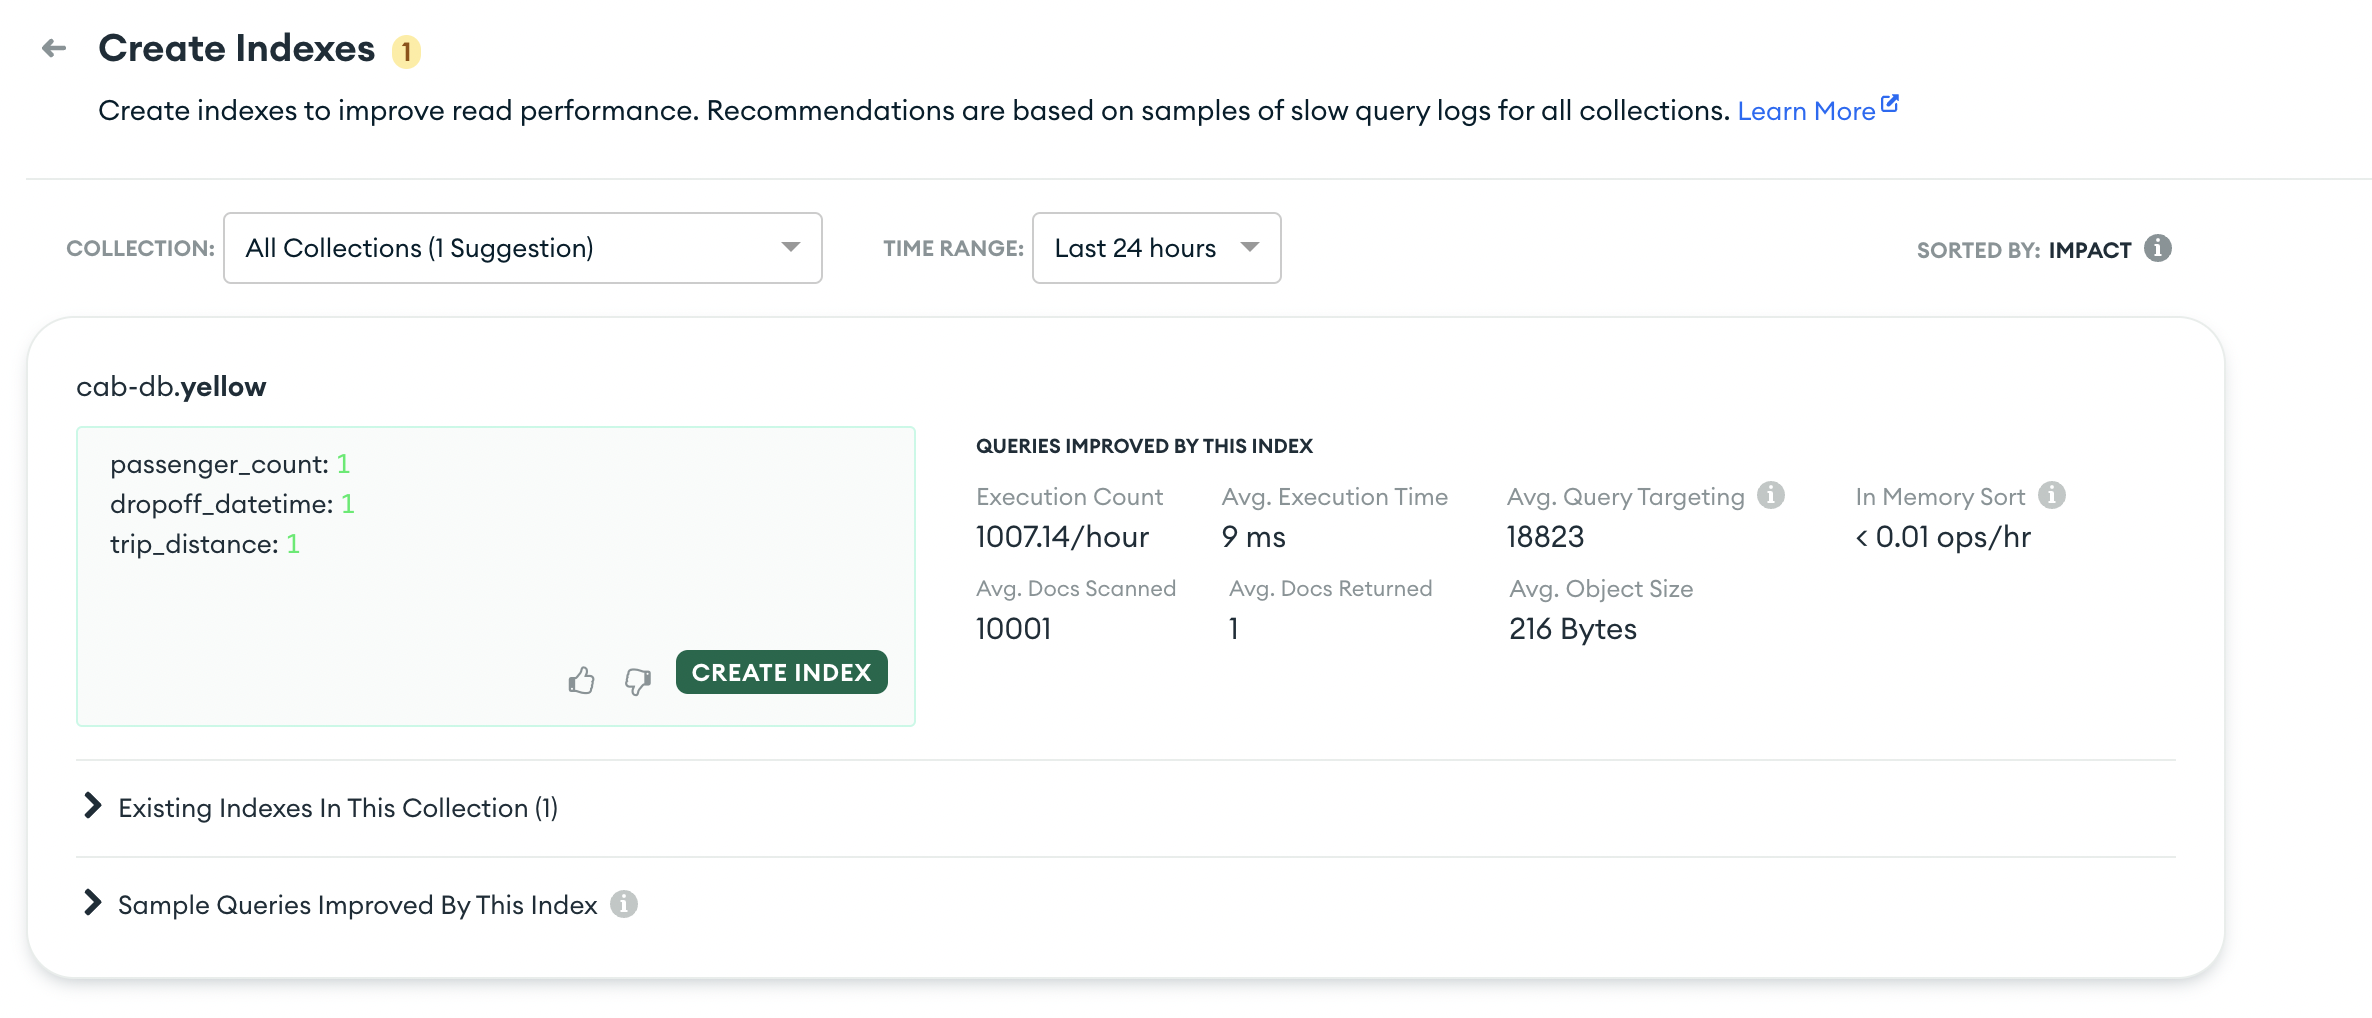 Create Indexes 1
Create indexes to improve read performance. Recommendations are based on samples of slow query logs for all collections. Learn More
COLLECTION: All Collections (1 Suggestion) TIME RANGE: Last 24 hours SORTED BY: IMPACT
cab-db.yellow
passenger_count: 1
dropoff_datetime: 1
trip_distance: 1
CREATE INDEX
QUERIES IMPROVED BY THIS INDEX
Execution Count Avg. Execution Time Avg. Query Targeting In Memory Sort
1007.14/hour 9 ms 18823 < 0.01 ops/hr
Avg. Docs Scanned Avg. Docs Returned Avg. Object Size
10001 1 216 Bytes
Existing Indexes In This Collection (1)
Sample Queries Improved By This Index